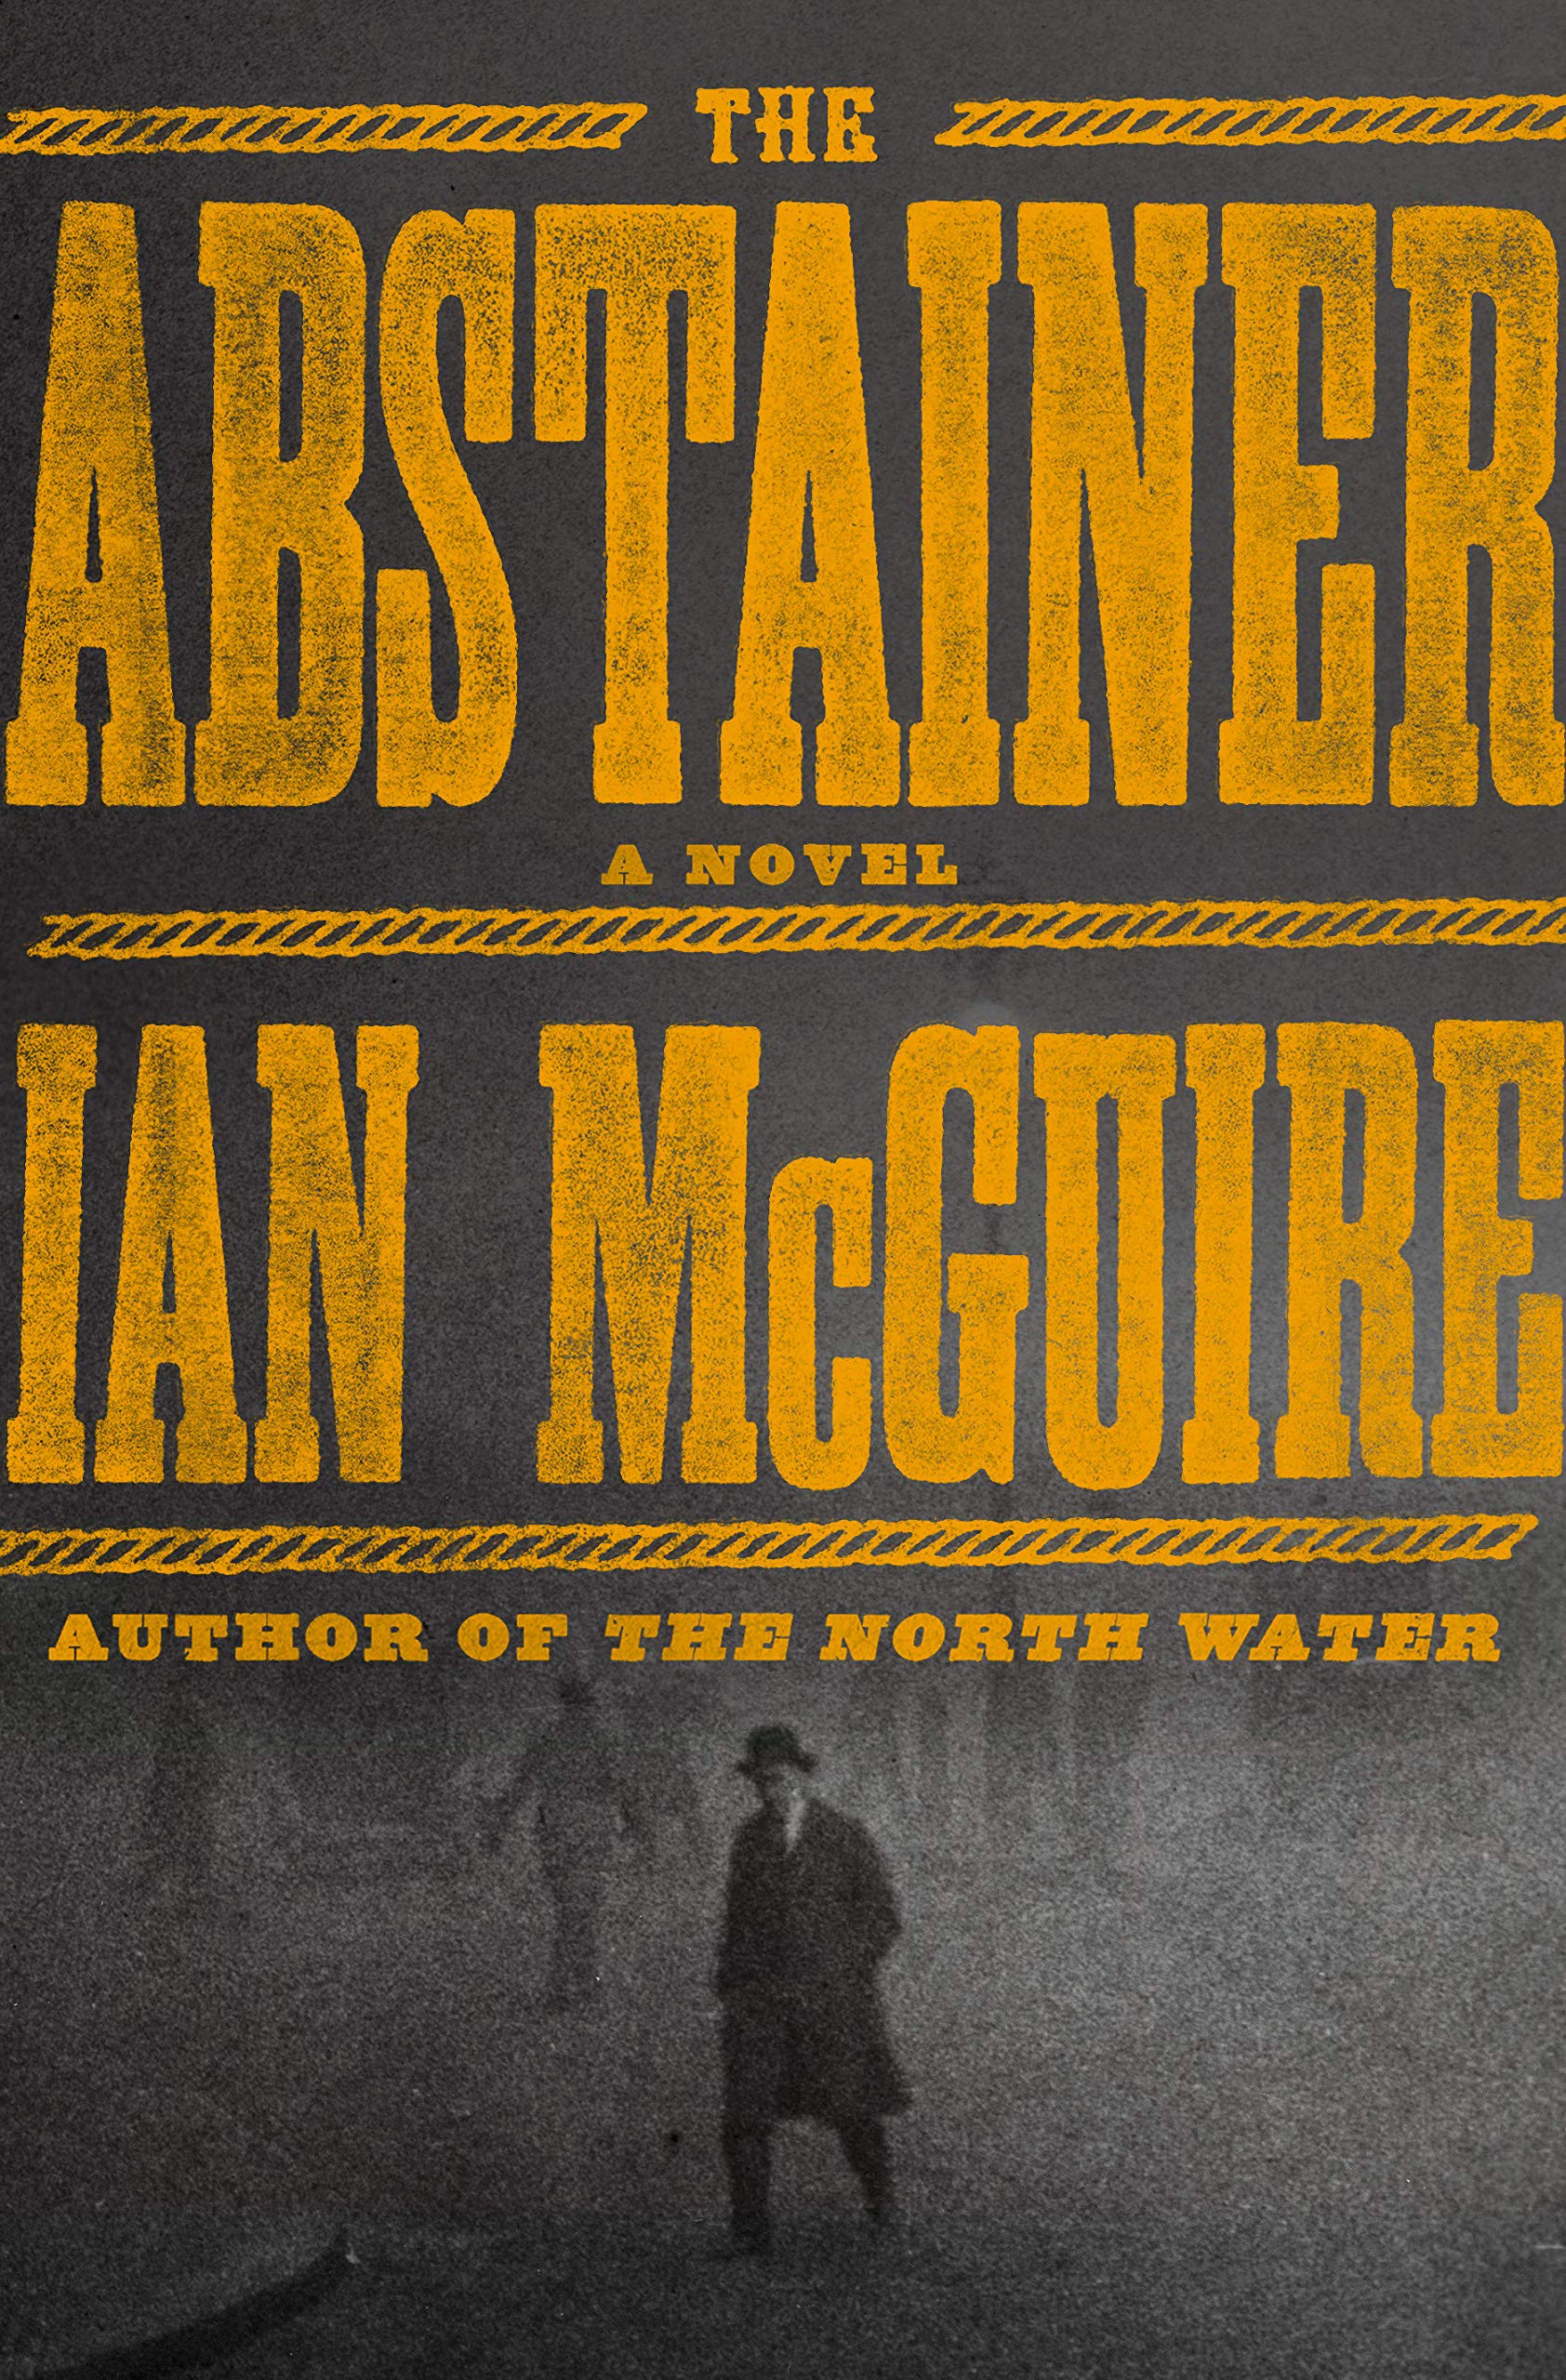 THE
ABSTAINER
A NOVEL
IAN McGUIRE
AUTHOR OF THE NORTH WATER